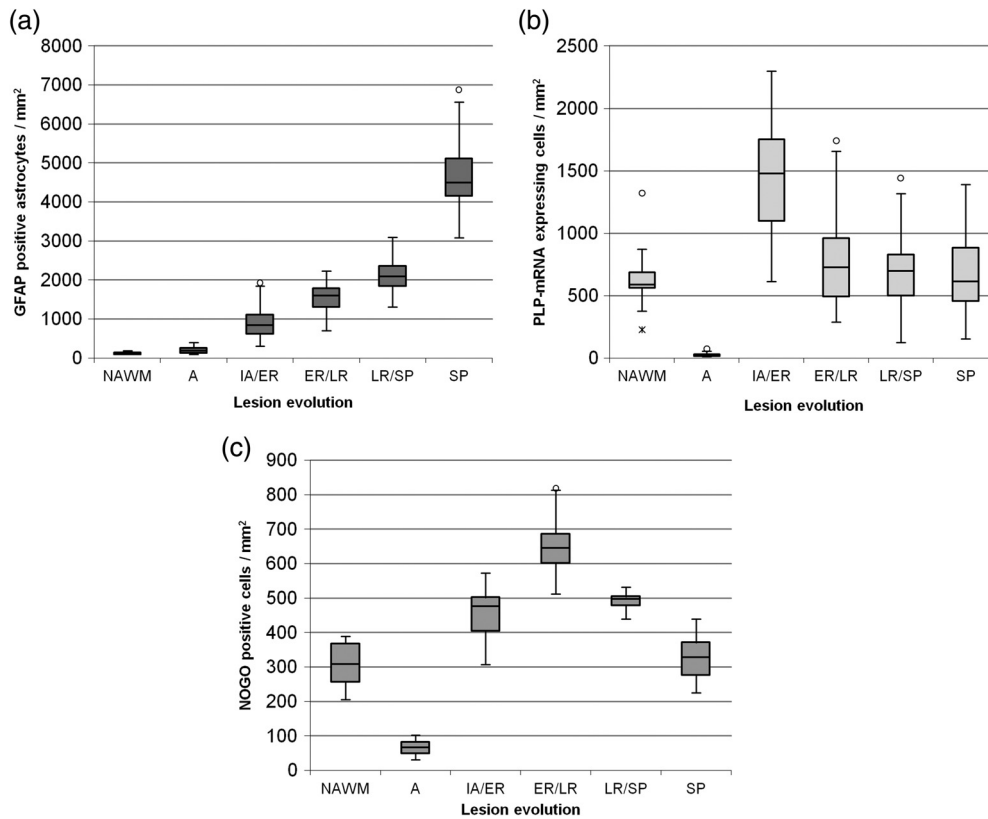 (a)
GFAP positive astrocytes / mm²
8000
7000
6000
5000
4000
3000
2000
1000
0
NAWM A IA/ER ER/LR LR/SP SP
Lesion evolution
(b)
PLP-mRNA expressing cells / mm²
2500
2000
1500
1000
500
0
NAWM A IA/ER ER/LR LR/SP SP
Lesion evolution
(c)
NOGO positive cells / mm²
900
800
700
600
500
400
300
200
100
0
NAWM A IA/ER ER/LR LR/SP SP
Lesion evolution